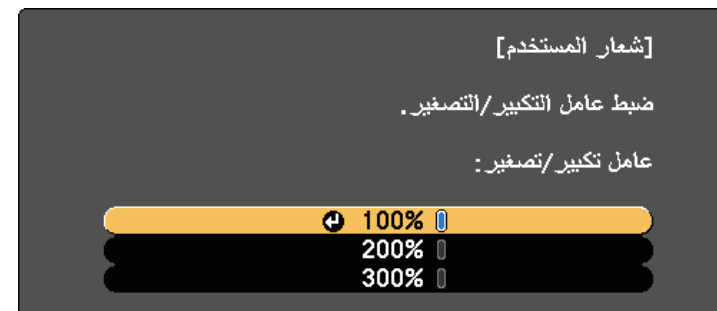 [شعار المستخدم]
ضبط عامل التكبير/التصغير.
عامل تكبير/تصغير:
100%
200%
300%